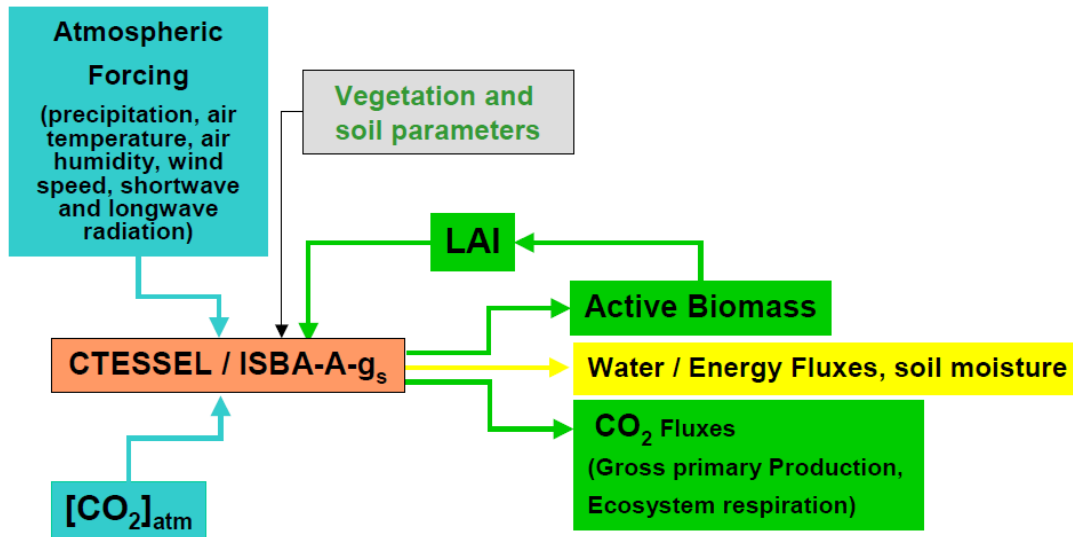 Atmospheric
Forcing
(precipitation, air
temperature, air
humidity, wind
speed, shortwave
and longwave
radiation)
Vegetation and
soil parameters
LAI
Active Biomass
CTESSEL / ISBA-A-gs
Water / Energy Fluxes, soil moisture
CO2 Fluxes
(Gross primary Production,
Ecosystem respiration)
[CO2]atm